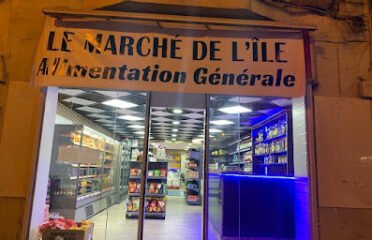 LE MARCHÉ DE L'ÎLE
Alimentation Générale